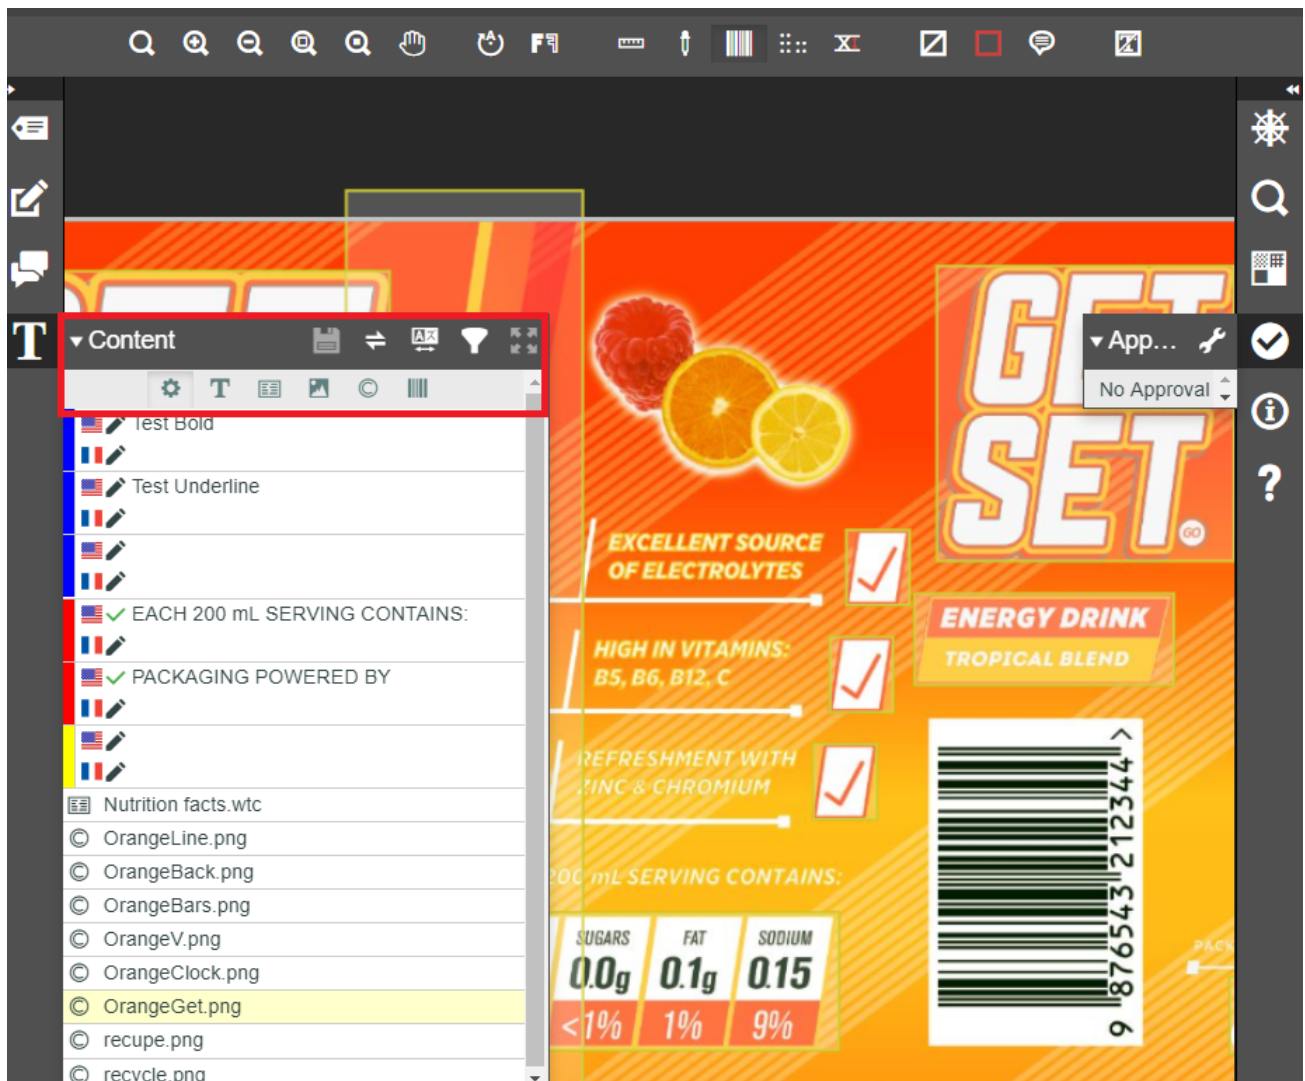 Content
Test Bold
Test Underline
EACH 200 mL SERVING CONTAINS:
PACKAGING POWERED BY
Nutrition facts.wtc
OrangeLine.png
OrangeBack.png
OrangeBars.png
OrangeV.png
OrangeClock.png
OrangeGet.png
recupe.png
recycle.png
EXCELLENT SOURCE
OF ELECTROLYTES
HIGH IN VITAMINS:
B5, B6, B12, C
REFRESHMENT WITH
ZINC & CHROMIUM
200 mL SERVING CONTAINS:
SUGARS FAT SODIUM
0.0g 0.1g 0.15
<1% 1% 9%
GET
SET
GO
App...
No Approval
ENERGY DRINK
TROPICAL BLEND
9 876543 212344 >
PACK